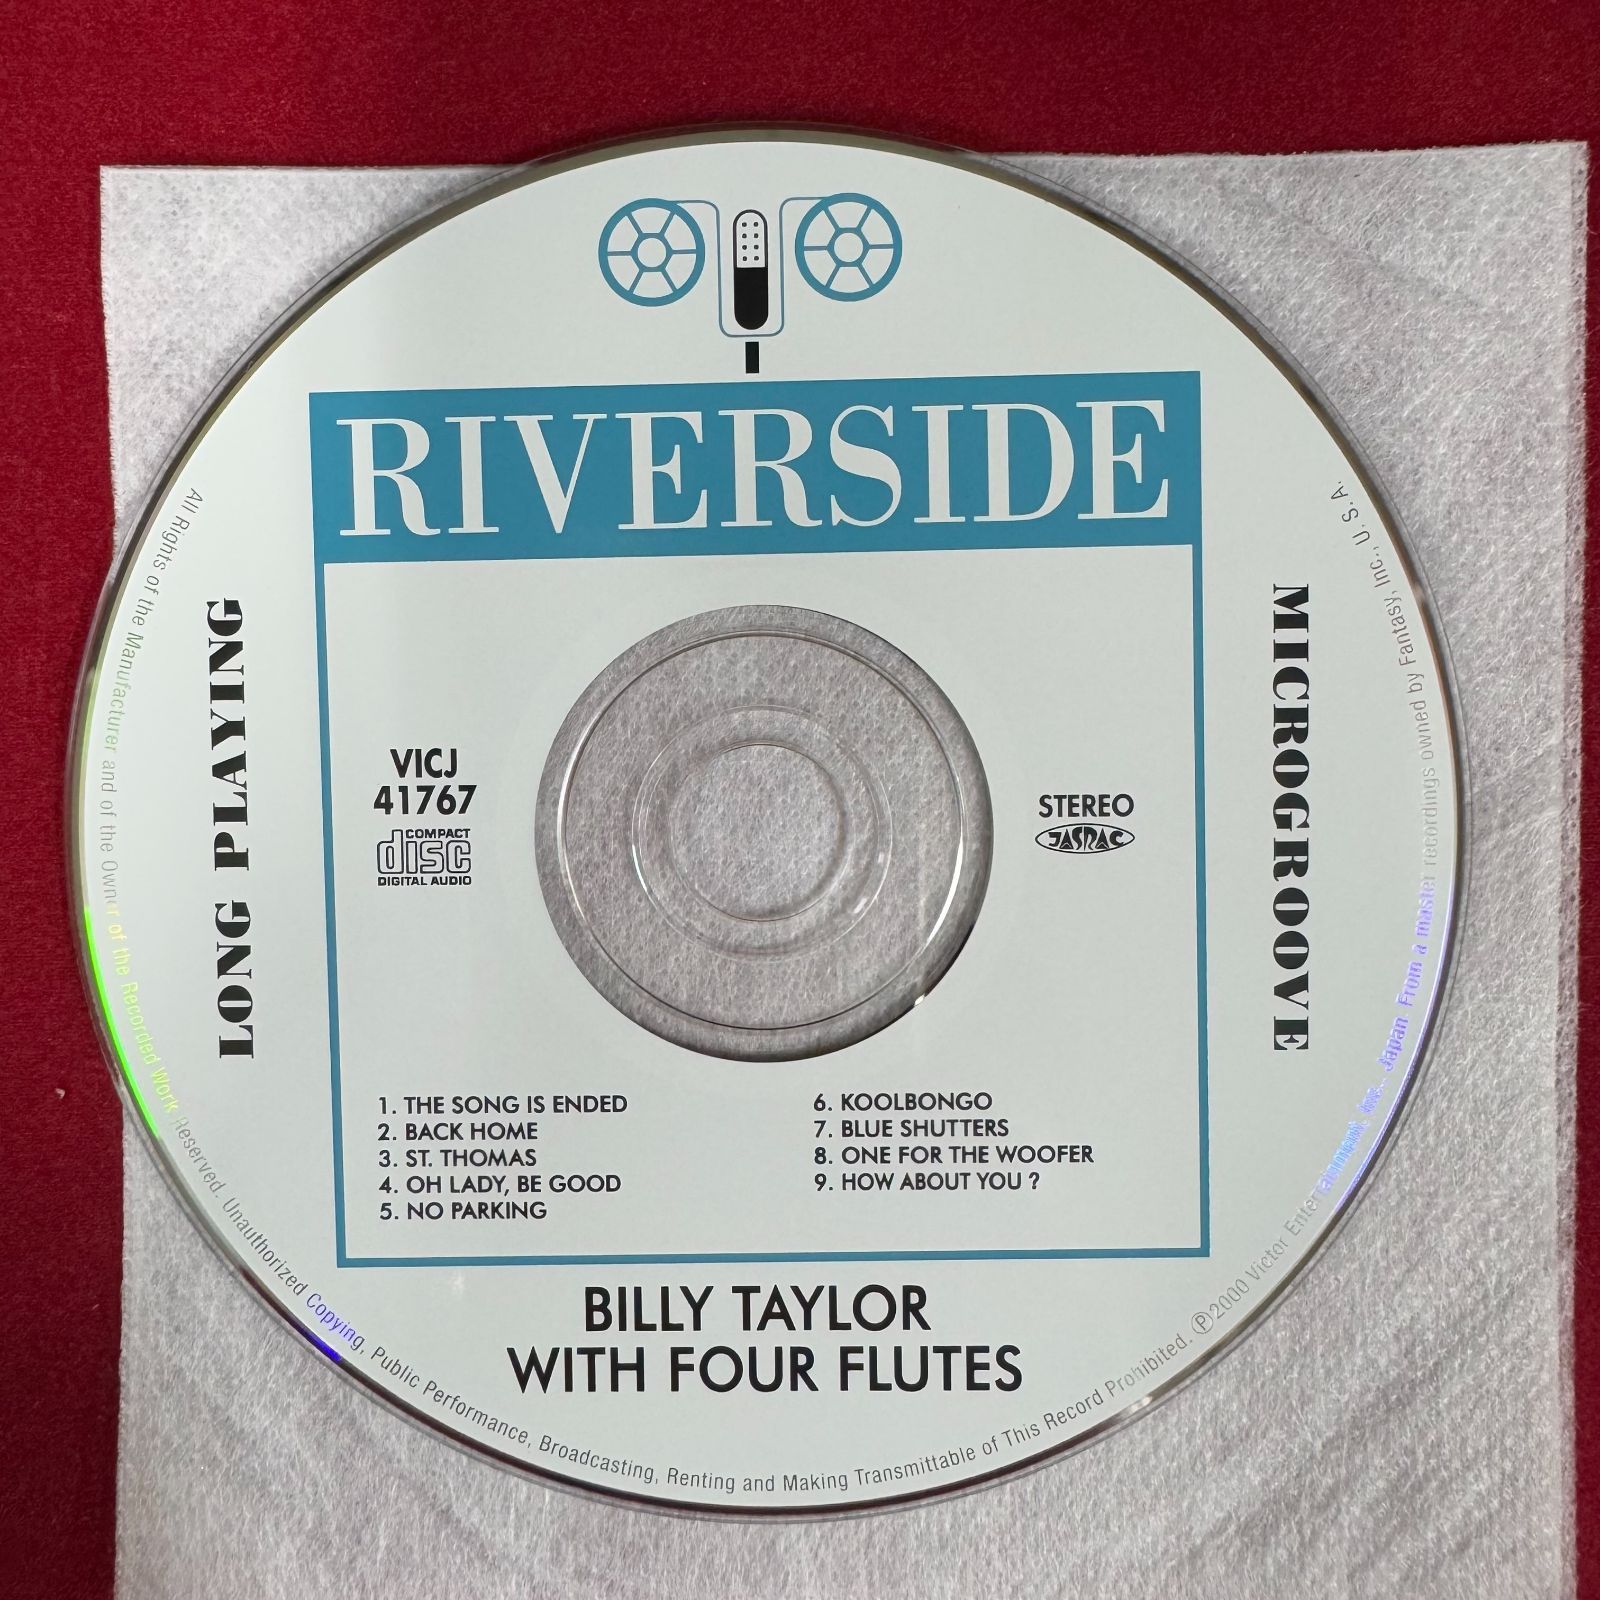 RIVERSIDE
LONG PLAYING
MICROGROOVE
VICJ
41767
COMPACT
disc
DIGITAL AUDIO
STEREO
JASRAC
1. THE SONG IS ENDED
2. BACK HOME
3. ST. THOMAS
4. OH LADY, BE GOOD
5. NO PARKING
6. KOOLBONGO
7. BLUE SHUTTERS
8. ONE FOR THE WOOFER
9. HOW ABOUT YOU ?
BILLY TAYLOR
WITH FOUR FLUTES
All Rights of the Manufacturer and of the Owner of the Recorded Work Reserved. Unauthorized Copying, Public Performance, Broadcasting, Renting and Making Transmittable of This Record Prohibited. ℗2000 Victor Entertainment, Inc., Japan From a master recordings owned by Fantasy, Inc., U.S.A.